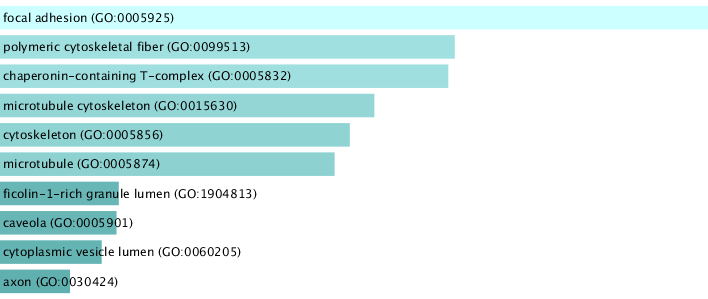 focal adhesion (GO:0005925)
polymeric cytoskeletal fiber (GO:0099513)
chaperonin-containing T-complex (GO:0005832)
microtubule cytoskeleton (GO:0015630)
cytoskeleton (GO:0005856)
microtubule (GO:0005874)
ficolin-1-rich granule lumen (GO:1904813)
caveola (GO:0005901)
cytoplasmic vesicle lumen (GO:0060205)
axon (GO:0030424)